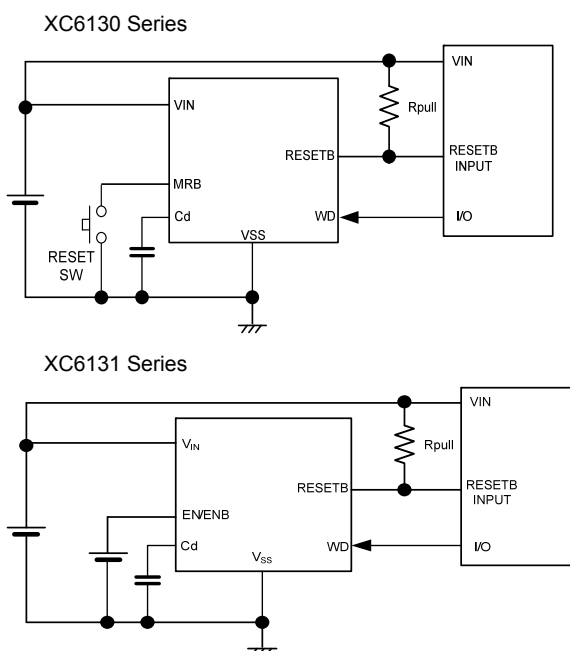 XC6130 Series
VIN
VIN
Rpull
RESETB
RESETB
INPUT
MRB
Cd
WD
I/O
RESET
SW
VSS
XC6131 Series
VIN
VIN
Rpull
RESETB
RESETB
INPUT
EN/ENB
Cd
WD
I/O
VSS